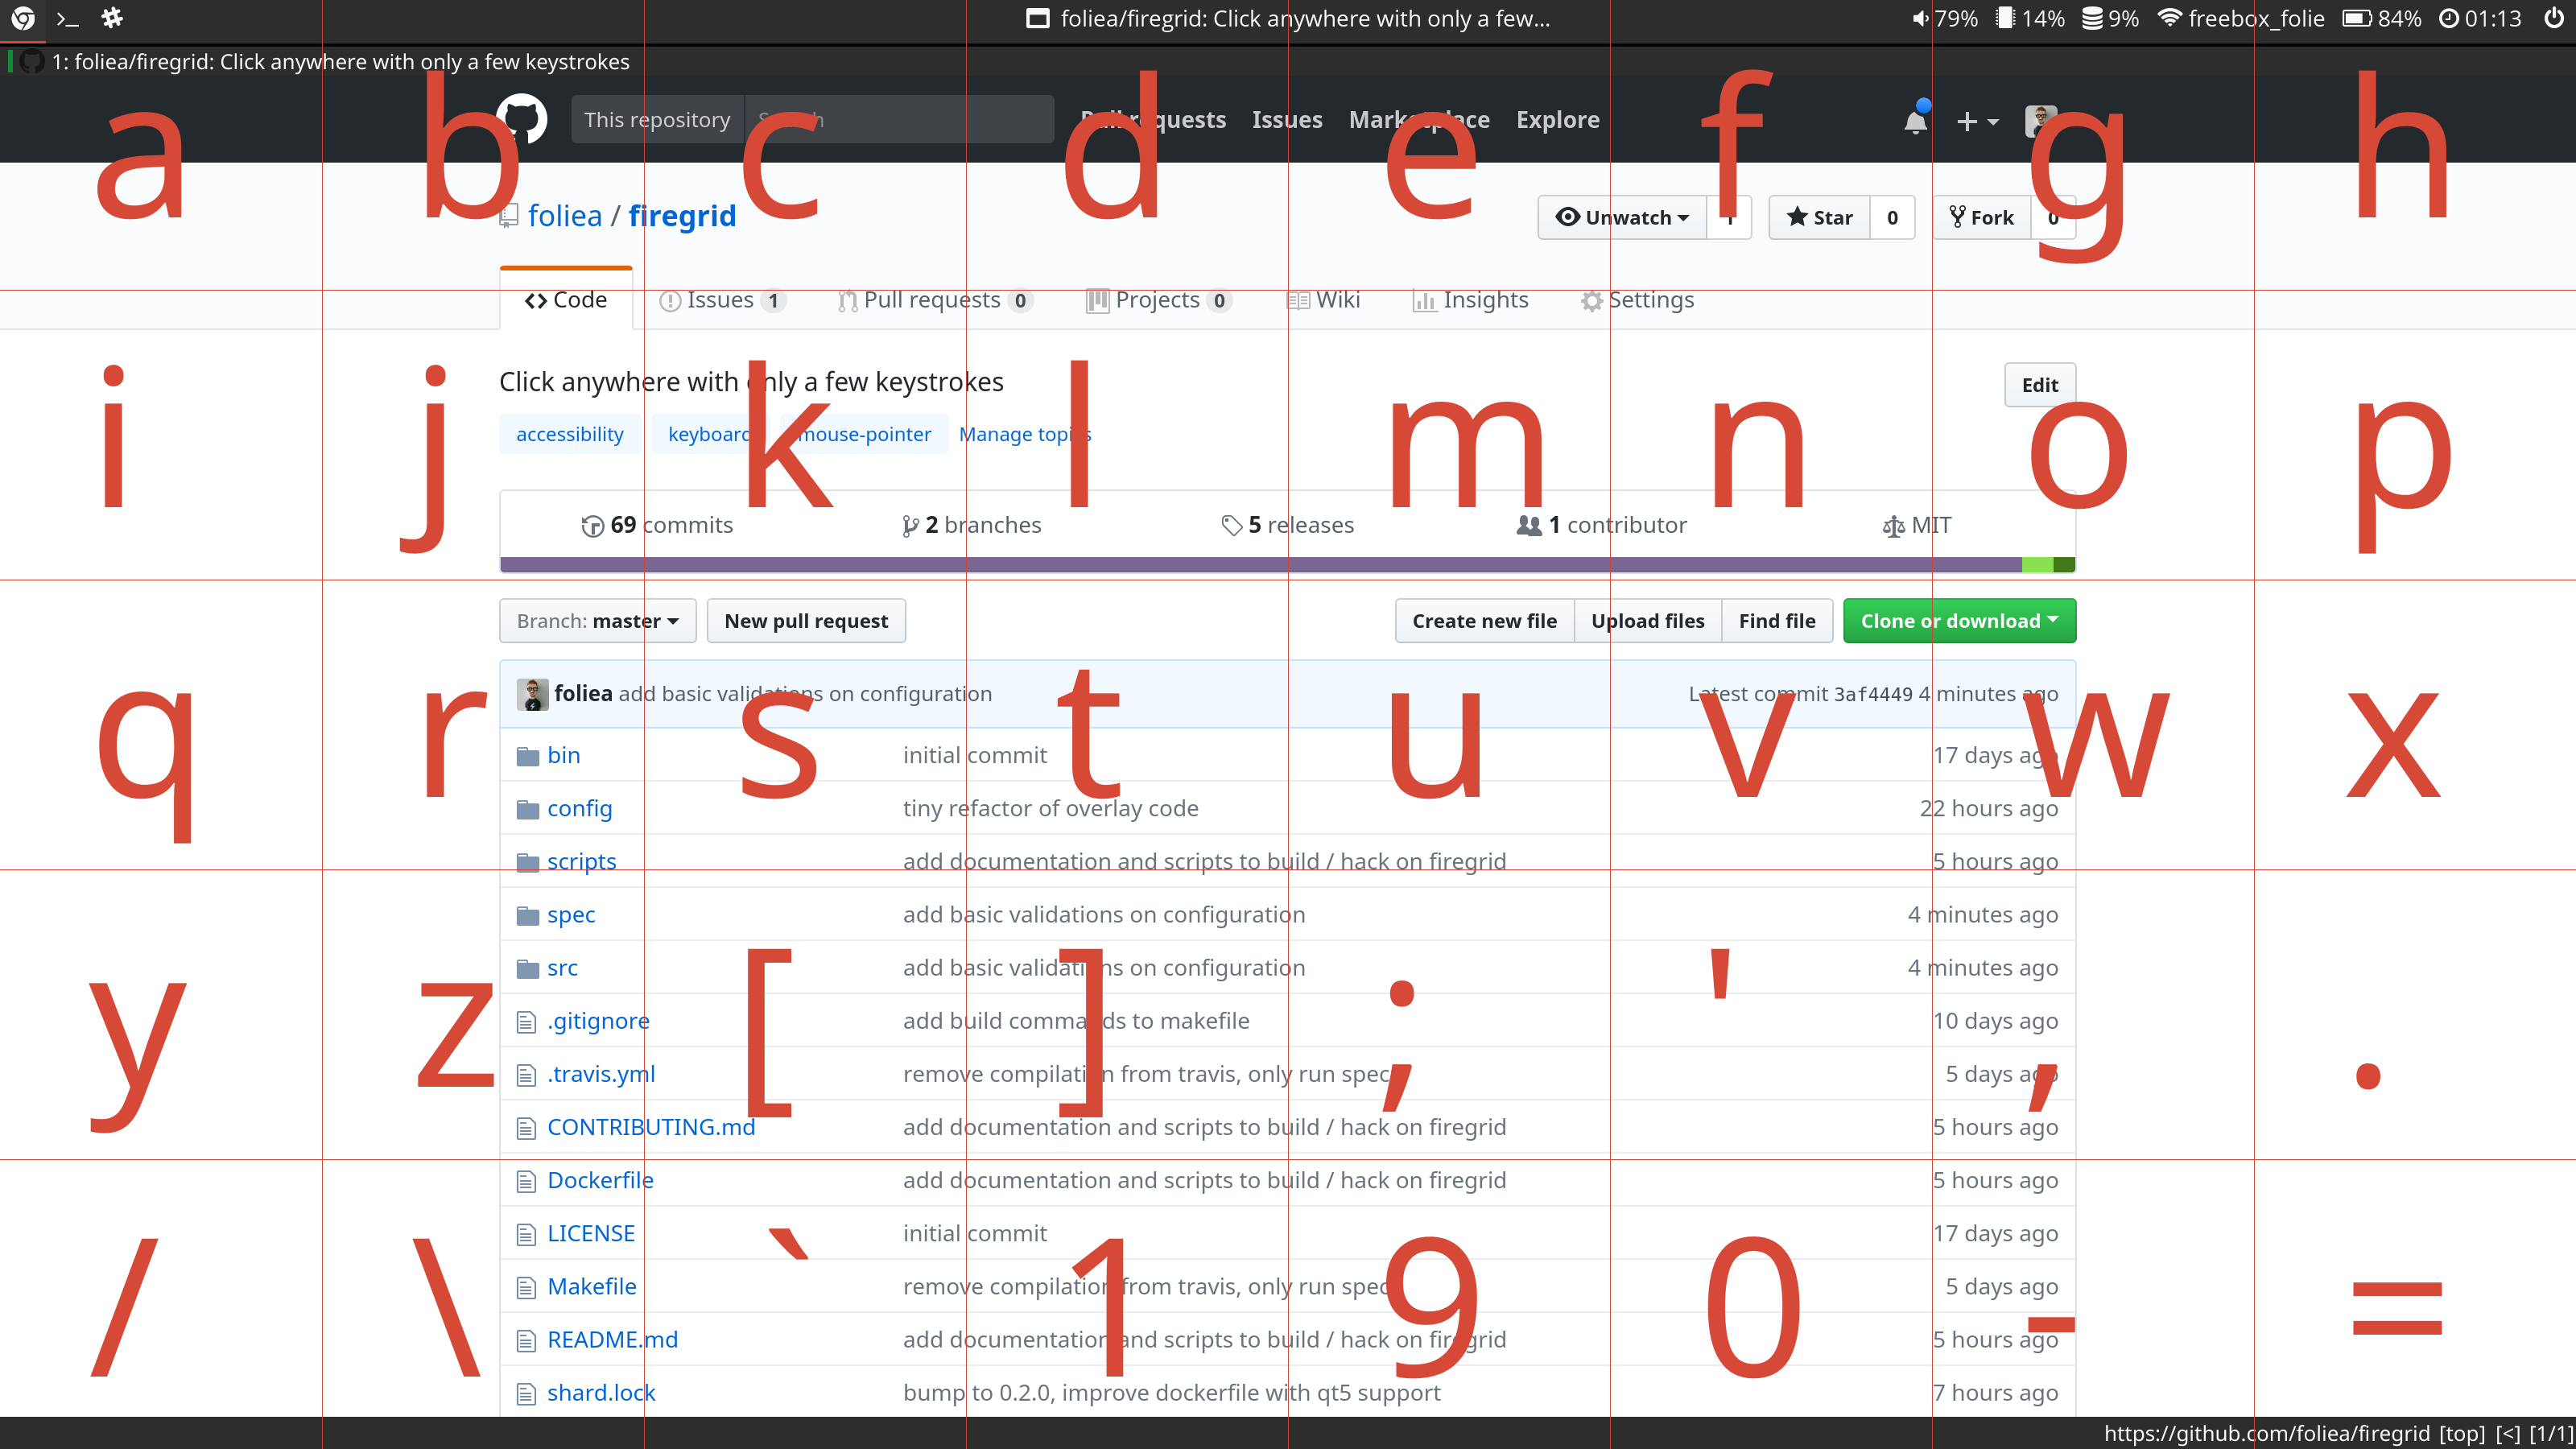 foliea/firegrid: Click anywhere with only a few... 79% 14% 9% freebox_folie 84% 01:13
1: foliea/firegrid: Click anywhere with only a few keystrokes
This repository Search Pull requests Issues Marketplace Explore
a b c d e f g h
foliea / firegrid Unwatch 1 Star 0 Fork 0
Code Issues 1 Pull requests 0 Projects 0 Wiki Insights Settings
Click anywhere with only a few keystrokes Edit
i j k l m n o p
accessibility keyboard mouse-pointer Manage topics
69 commits 2 branches 5 releases 1 contributor MIT
Branch: master New pull request Create new file Upload files Find file Clone or download
foliea add basic validations on configuration Latest commit 3af4449 4 minutes ago
q r s t u v w x
bin initial commit 17 days ago
config tiny refactor of overlay code 22 hours ago
scripts add documentation and scripts to build / hack on firegrid 5 hours ago
spec add basic validations on configuration 4 minutes ago
src add basic validations on configuration 4 minutes ago
y z [ ] ; ' , .
.gitignore add build commands to makefile 10 days ago
.travis.yml remove compilation from travis, only run spec 5 days ago
CONTRIBUTING.md add documentation and scripts to build / hack on firegrid 5 hours ago
Dockerfile add documentation and scripts to build / hack on firegrid 5 hours ago
LICENSE initial commit 17 days ago
/ \ ` 1 9 0 - =
Makefile remove compilation from travis, only run spec 5 days ago
README.md add documentation and scripts to build / hack on firegrid 5 hours ago
shard.lock bump to 0.2.0, improve dockerfile with qt5 support 7 hours ago
https://github.com/foliea/firegrid [top] [<] [1/1]